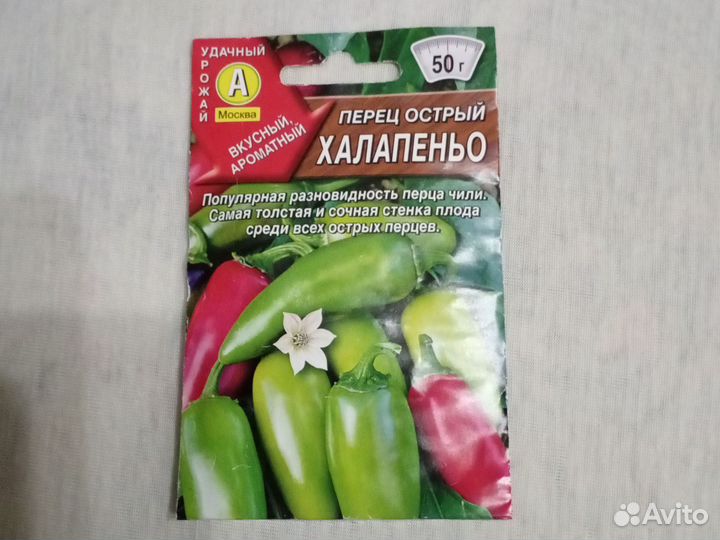 УДАЧНЫЙ
УРОЖАЙ
А
Москва
50 г
ВКУСНЫЙ,
АРОМАТНЫЙ
ПЕРЕЦ ОСТРЫЙ
ХАЛАПЕНЬО
Популярная разновидность перца чили.
Самая толстая и сочная стенка плода
среди всех острых перцев.
Avito